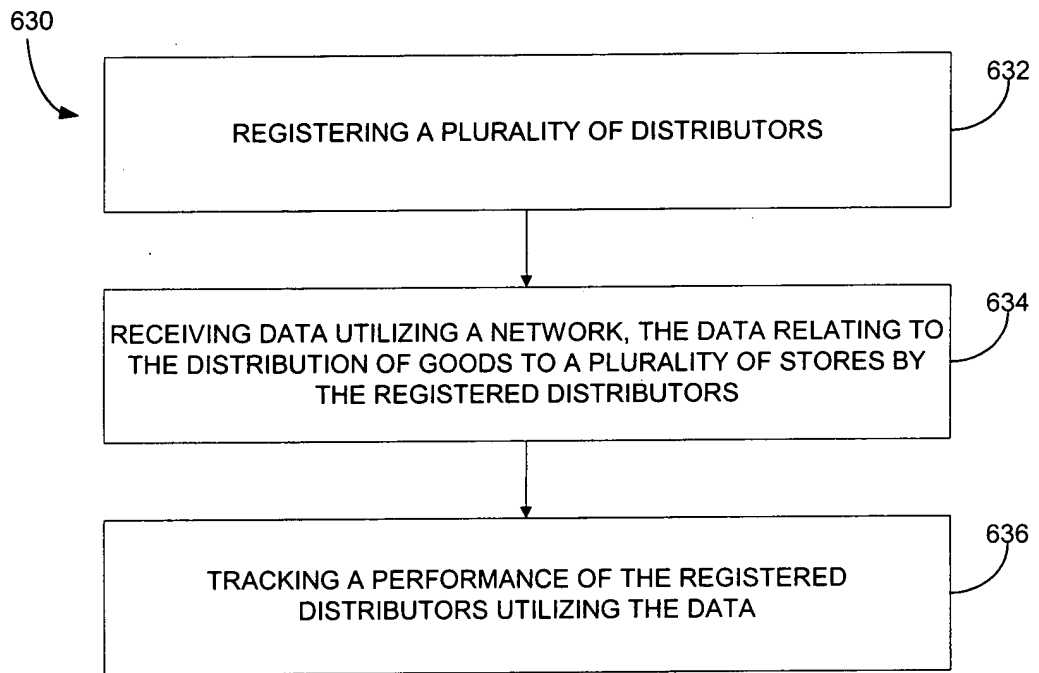 630
632
REGISTERING A PLURALITY OF DISTRIBUTORS
634
RECEIVING DATA UTILIZING A NETWORK, THE DATA RELATING TO
THE DISTRIBUTION OF GOODS TO A PLURALITY OF STORES BY
THE REGISTERED DISTRIBUTORS
636
TRACKING A PERFORMANCE OF THE REGISTERED
DISTRIBUTORS UTILIZING THE DATA